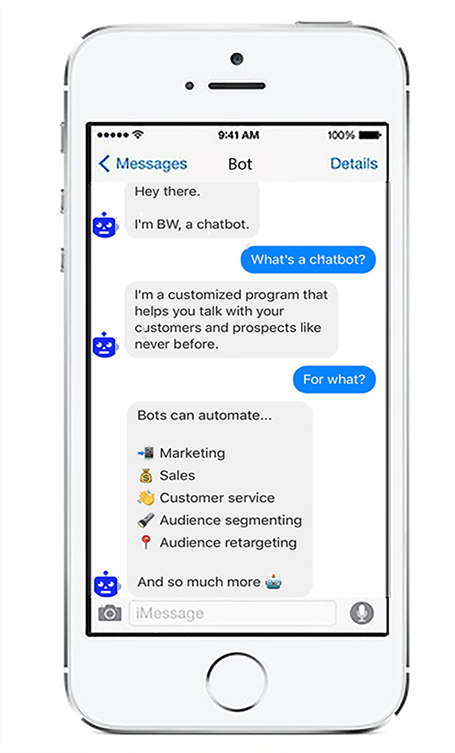 9:41 AM 100%
Messages Bot Details
Hey there.
I'm BW, a chatbot.
What's a chatbot?
I'm a customized program that
helps you talk with your
customers and prospects like
never before.
For what?
Bots can automate...
📲 Marketing
💰 Sales
👋 Customer service
🔦 Audience segmenting
📍 Audience retargeting
And so much more 🤖
iMessage